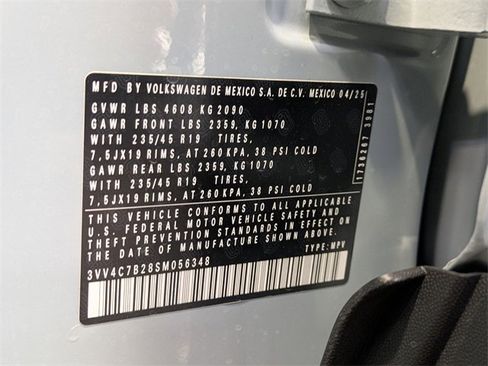 MFD BY VOLKSWAGEN DE MEXICO S.A. DE C.V. MEXICO 04/25
GVWR LBS 4608 KG 2090
GAWR FRONT LBS 2359, KG 1070
WITH 235/45 R19 TIRES,
7,5JX19 RIMS, AT 260 KPA, 38 PSI COLD
GAWR REAR LBS 2359, KG 1070
WITH 235/45 R19 TIRES,
7,5JX19 RIMS, AT 260 KPA, 38 PSI COLD
THIS VEHICLE CONFORMS TO ALL APPLICABLE
U.S. FEDERAL MOTOR VEHICLE SAFETY AND
THEFT PREVENTION STANDARDS IN EFFECT ON
THE DATE OF MANUFACTURE SHOWN ABOVE.
3VV4C7B28SM056348 TYPE: MPV
1736267 3981